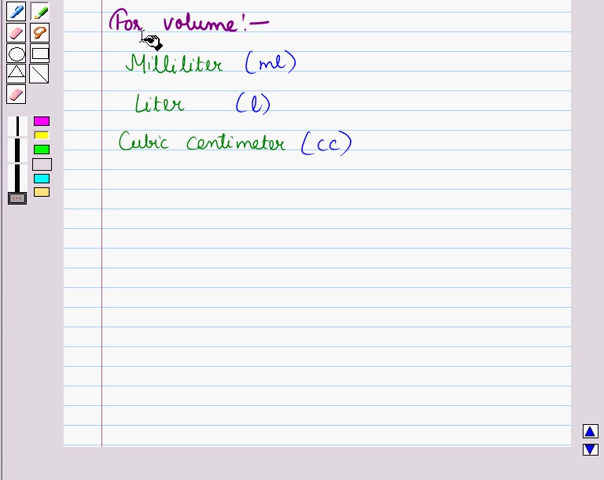 For volume:-
Milliliter (ml)
Liter (l)
Cubic centimeter (cc)